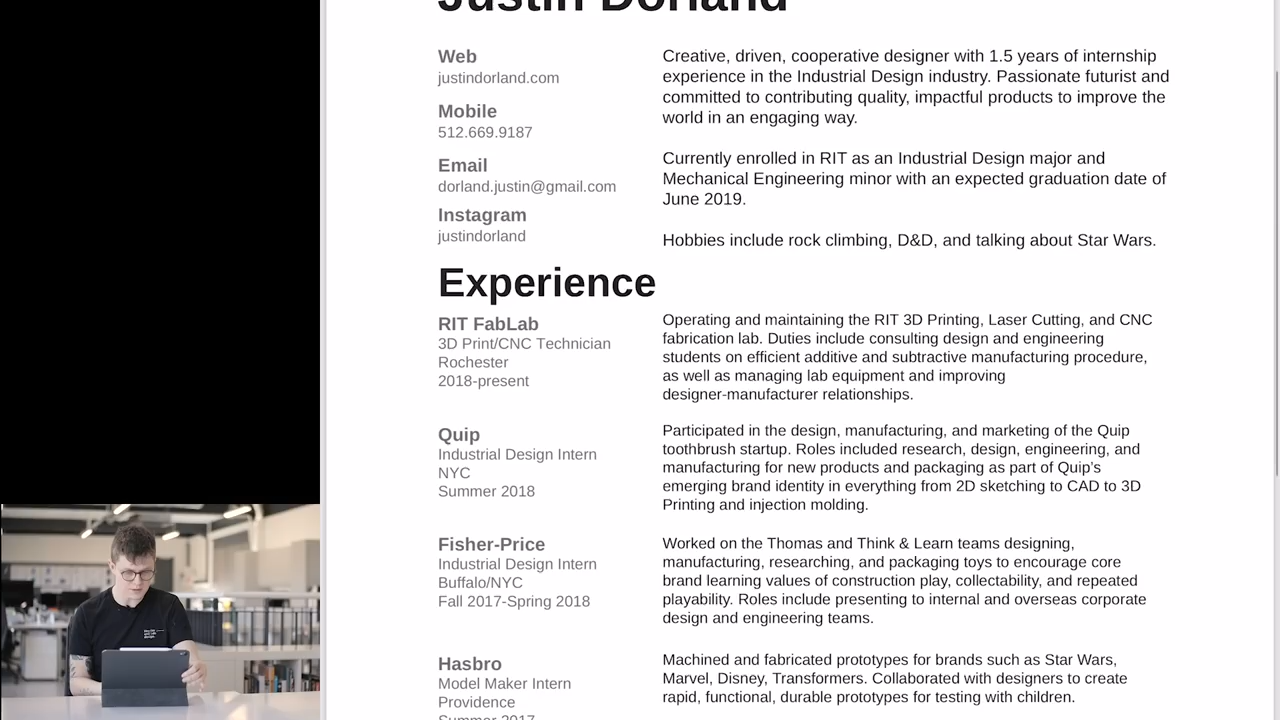 Justin Dorland
Web
justindorland.com
Mobile
512.669.9187
Email
dorland.justin@gmail.com
Instagram
justindorland
Creative, driven, cooperative designer with 1.5 years of internship
experience in the Industrial Design industry. Passionate futurist and
committed to contributing quality, impactful products to improve the
world in an engaging way.
Currently enrolled in RIT as an Industrial Design major and
Mechanical Engineering minor with an expected graduation date of
June 2019.
Hobbies include rock climbing, D&D, and talking about Star Wars.
Experience
RIT FabLab
3D Print/CNC Technician
Rochester
2018-present
Operating and maintaining the RIT 3D Printing, Laser Cutting, and CNC
fabrication lab. Duties include consulting design and engineering
students on efficient additive and subtractive manufacturing procedure,
as well as managing lab equipment and improving
designer-manufacturer relationships.
Quip
Industrial Design Intern
NYC
Summer 2018
Participated in the design, manufacturing, and marketing of the Quip
toothbrush startup. Roles included research, design, engineering, and
manufacturing for new products and packaging as part of Quip's
emerging brand identity in everything from 2D sketching to CAD to 3D
Printing and injection molding.
Fisher-Price
Industrial Design Intern
Buffalo/NYC
Fall 2017-Spring 2018
Worked on the Thomas and Think & Learn teams designing,
manufacturing, researching, and packaging toys to encourage core
brand learning values of construction play, collectability, and repeated
playability. Roles include presenting to internal and overseas corporate
design and engineering teams.
Hasbro
Model Maker Intern
Providence
Summer 2017
Machined and fabricated prototypes for brands such as Star Wars,
Marvel, Disney, Transformers. Collaborated with designers to create
rapid, functional, durable prototypes for testing with children.